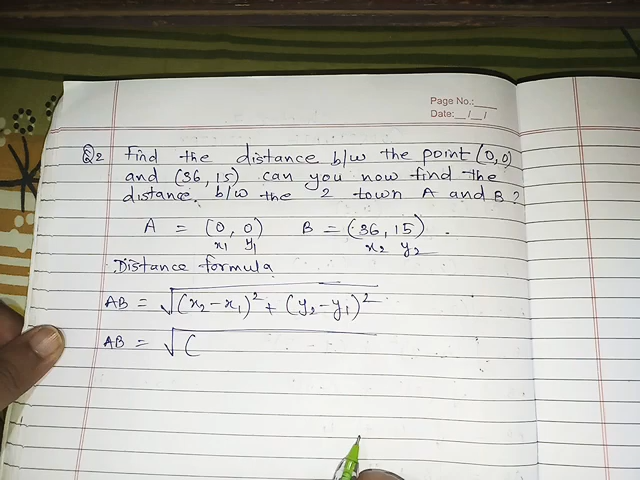 Page No.:
Date: / /
Q2 Find the distance b/w the point (0,0)
and (36,15) can you now find the
distance. b/w the 2 town A and B?
A = (0, 0) B = (36, 15) .
x₁ y₁ x₂ y₂
Distance formula
AB = √(x₂-x₁)² + (y₂-y₁)²
AB = √(